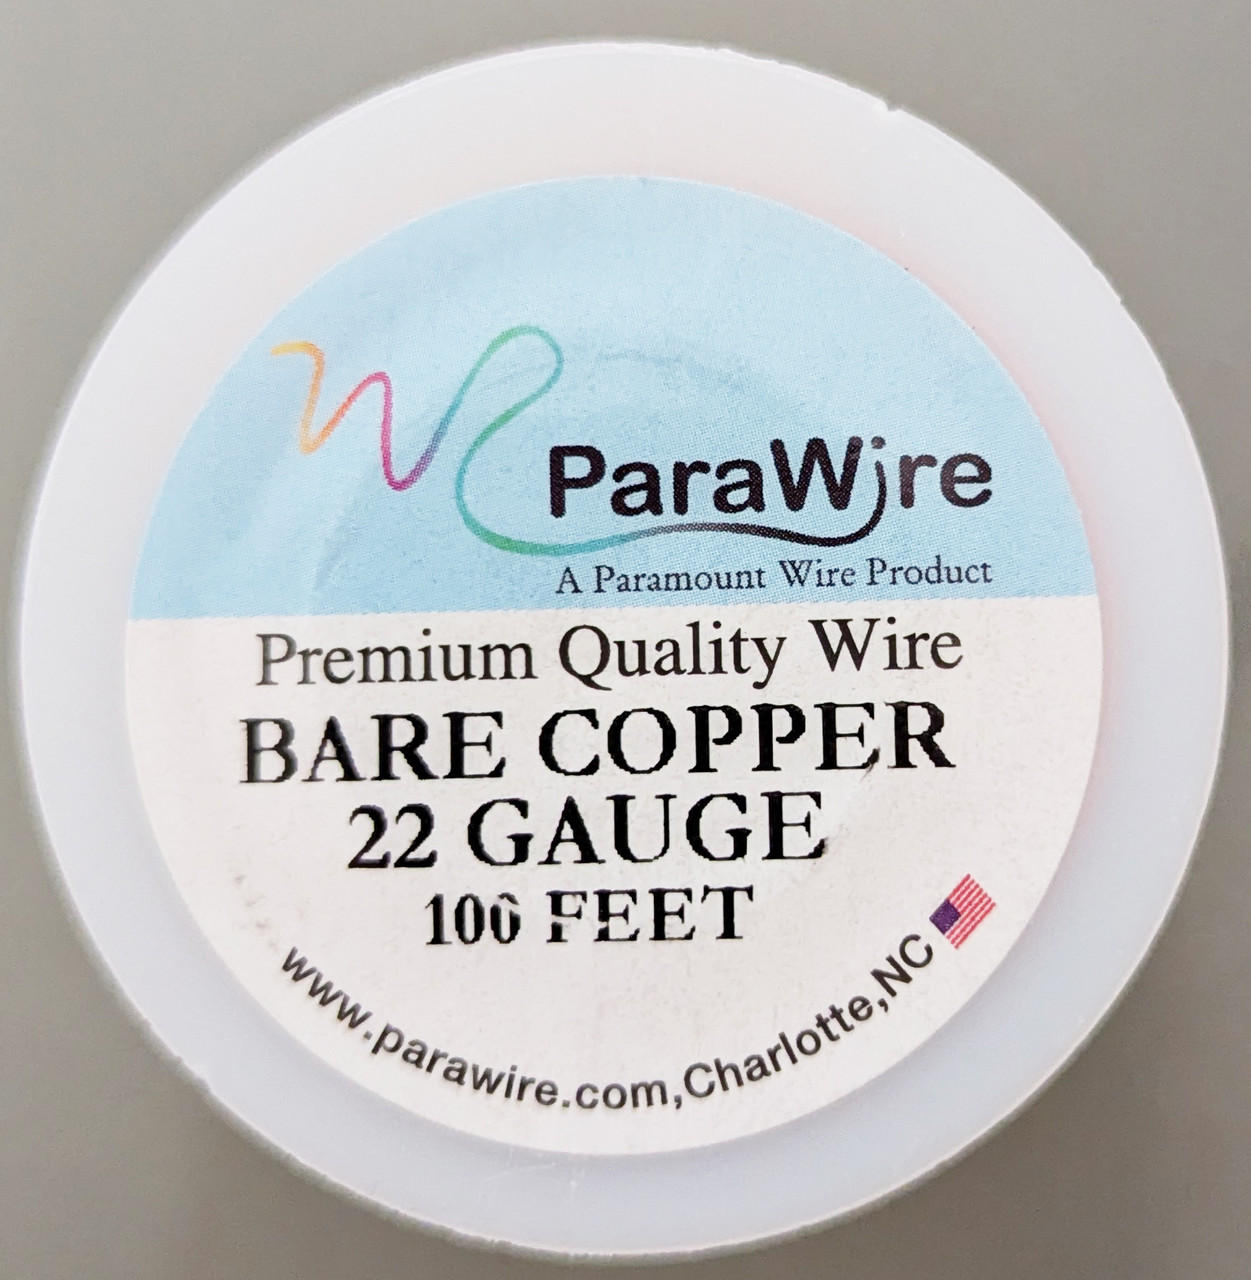 ParaWire
A Paramount Wire Product
Premium Quality Wire
BARE COPPER
22 GAUGE
100 FEET
www.parawire.com,Charlotte,NC